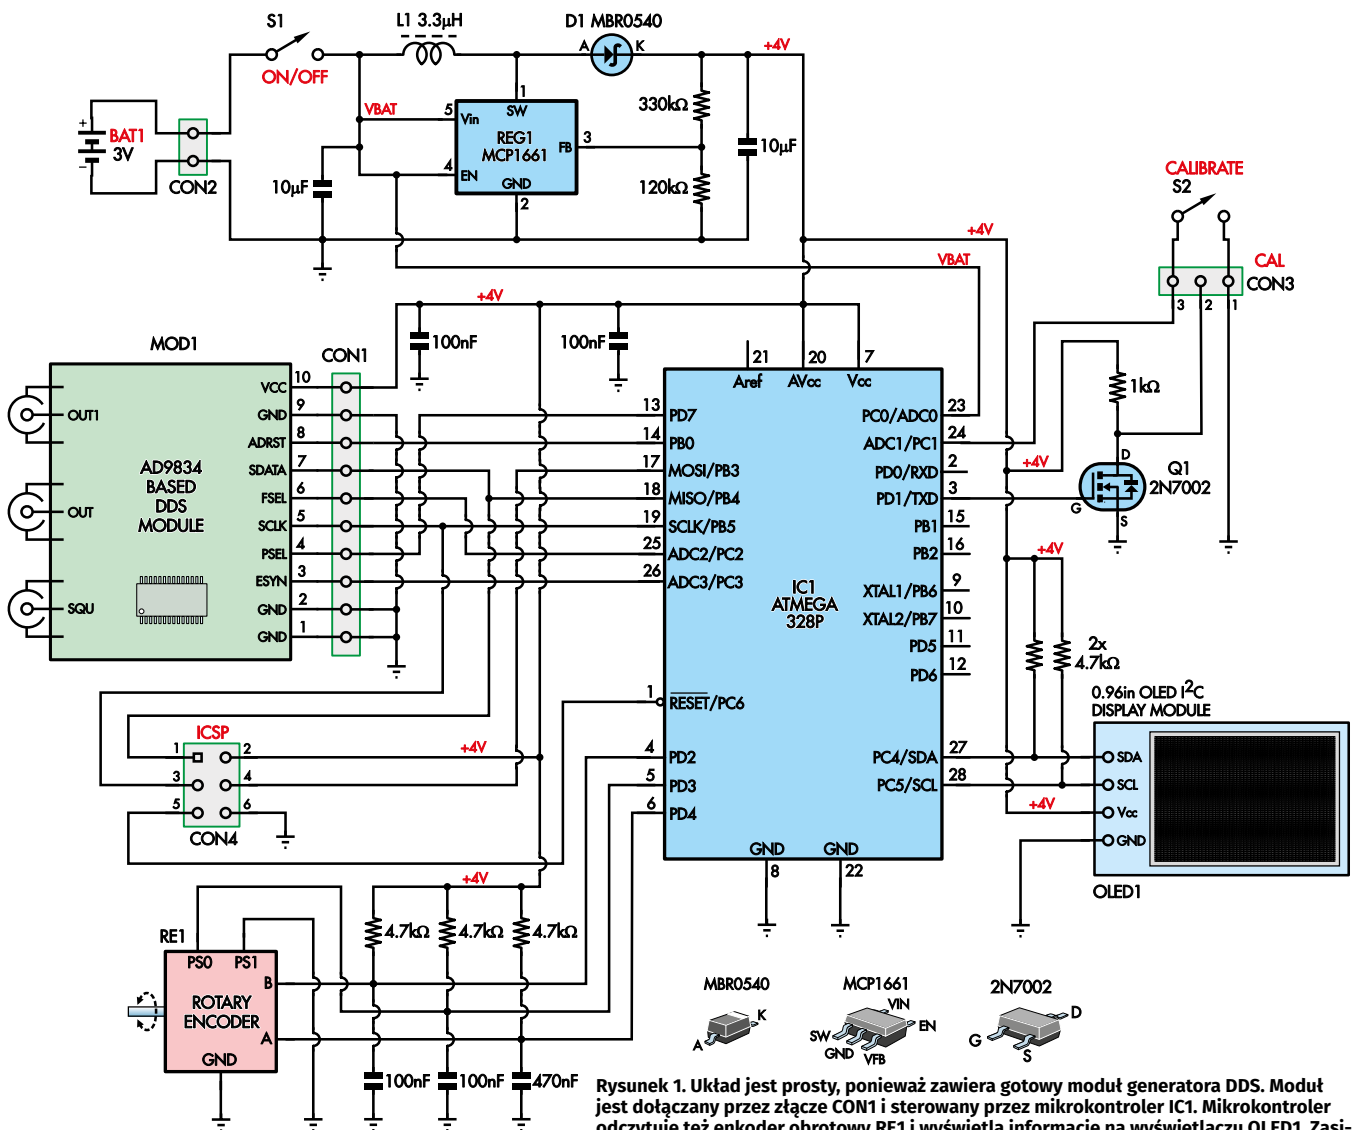 S1
L1 3.3µH
D1 MBR0540
A
K
+4V
ON/OFF
330kΩ
VBAT
5
Vin
1
SW
REG1
MCP1661
FB
3
+
BAT1
3V
–
10µF
4
EN
GND
2
120kΩ
10µF
CON2
CALIBRATE
S2
+4V
VBAT
CAL
CON3
3
2
1
+4V
100nF
100nF
MOD1
CON1
21
20
7
Aref
AVcc
Vcc
1kΩ
OUT1
OUT
SQU
AD9834
BASED
DDS
MODULE
VCC
10
GND
9
ADRST
8
SDATA
7
FSEL
6
SCLK
5
PSEL
4
ESYN
3
GND
2
GND
1
13
PD7
14
PB0
17
MOSI/PB3
18
MISO/PB4
19
SCLK/PB5
25
ADC2/PC2
26
ADC3/PC3
IC1
ATMEGA
328P
PC0/ADC0
23
ADC1/PC1
24
PD0/RXD
2
PD1/TXD
3
PB1
15
PB2
16
XTAL1/PB6
9
XTAL2/PB7
10
PD5
11
PD6
12
+4V
D
Q1
2N7002
G
S
+4V
2x
4.7kΩ
1
RESET/PC6
4
PD2
5
PD3
6
PD4
PC4/SDA
27
PC5/SCL
28
GND
8
GND
22
0.96in OLED I2C
DISPLAY MODULE
SDA
SCL
Vcc
GND
+4V
OLED1
ICSP
1
2
3
4
5
6
CON4
+4V
+4V
4.7kΩ
4.7kΩ
4.7kΩ
RE1
PS0
PS1
B
ROTARY
ENCODER
A
GND
100nF
100nF
470nF
MBR0540
K
A
MCP1661
VIN
EN
SW
GND
VFB
2N7002
D
G
S
Rysunek 1. Układ jest prosty, ponieważ zawiera gotowy moduł generatora DDS. Moduł
jest dołączany przez złącze CON1 i sterowany przez mikrokontroler IC1. Mikrokontroler
odczytuje też enkoder obrotowy RE1 i wyświetla informacje na wyświetlaczu OLED1. Zasi-